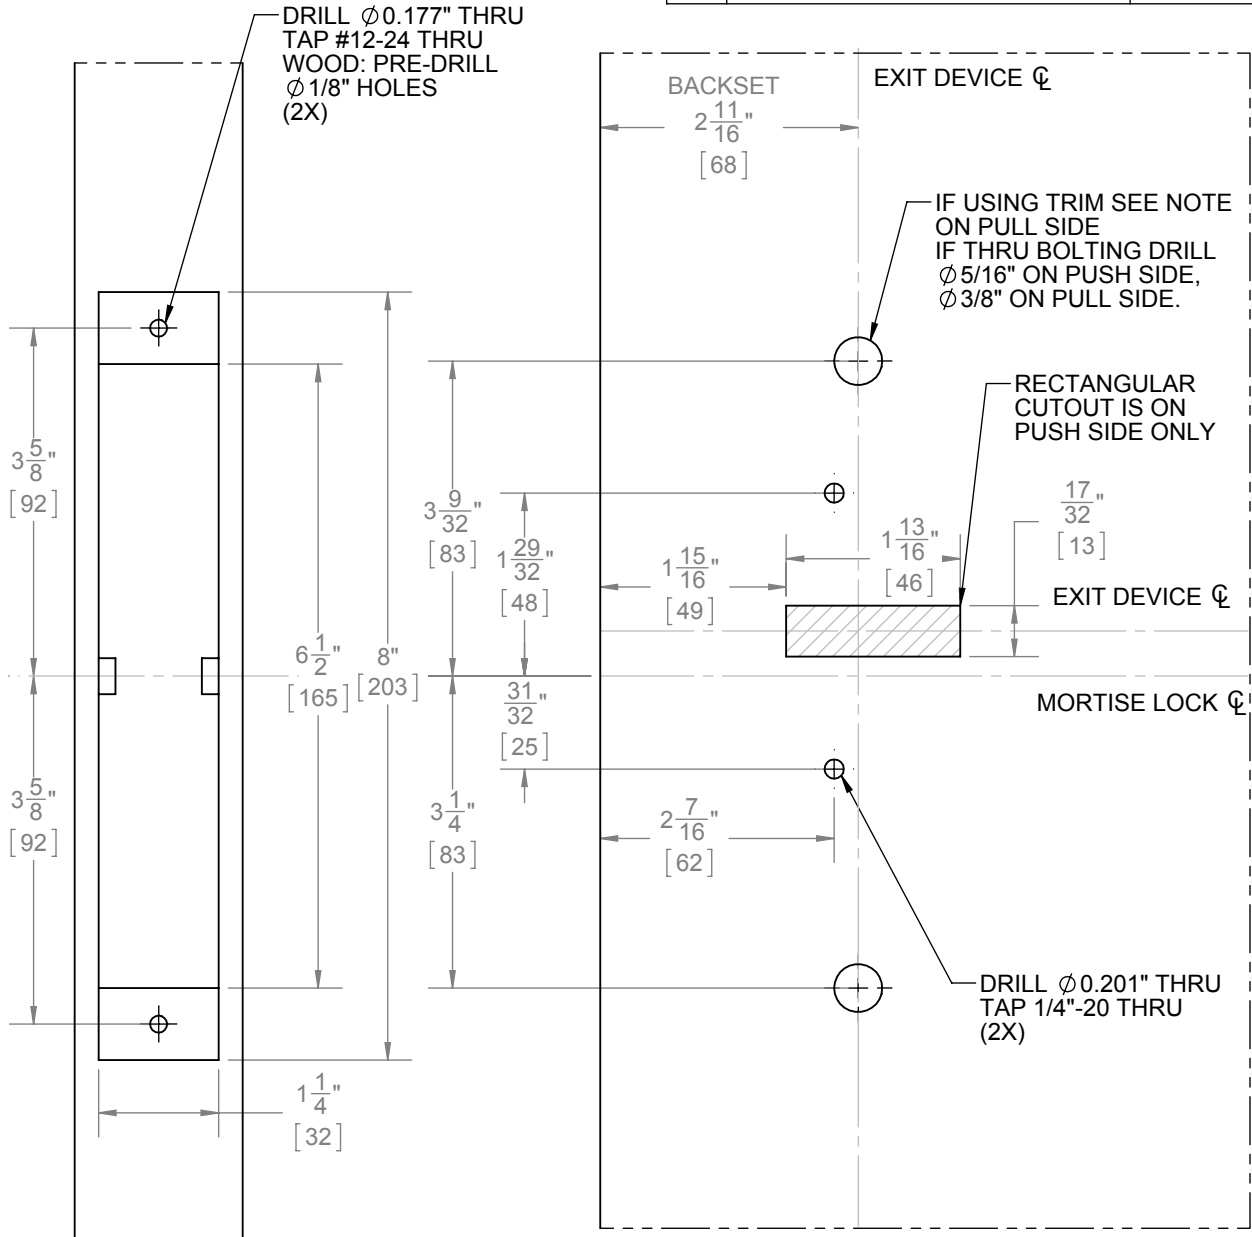 DRILL ⌀0.177" THRU
TAP #12-24 THRU
WOOD: PRE-DRILL
⌀1/8" HOLES
(2X)
BACKSET
2 11/16"
[68]
EXIT DEVICE ℄
IF USING TRIM SEE NOTE
ON PULL SIDE
IF THRU BOLTING DRILL
⌀5/16" ON PUSH SIDE,
⌀3/8" ON PULL SIDE.
RECTANGULAR
CUTOUT IS ON
PUSH SIDE ONLY
3 5/8"
[92]
3 9/32"
[83]
1 29/32"
[48]
1 15/16"
[49]
1 13/16"
[46]
17/32"
[13]
EXIT DEVICE ℄
6 1/2"
[165]
8"
[203]
31/32"
[25]
MORTISE LOCK ℄
3 5/8"
[92]
3 1/4"
[83]
2 7/16"
[62]
DRILL ⌀0.201" THRU
TAP 1/4"-20 THRU
(2X)
1 1/4"
[32]